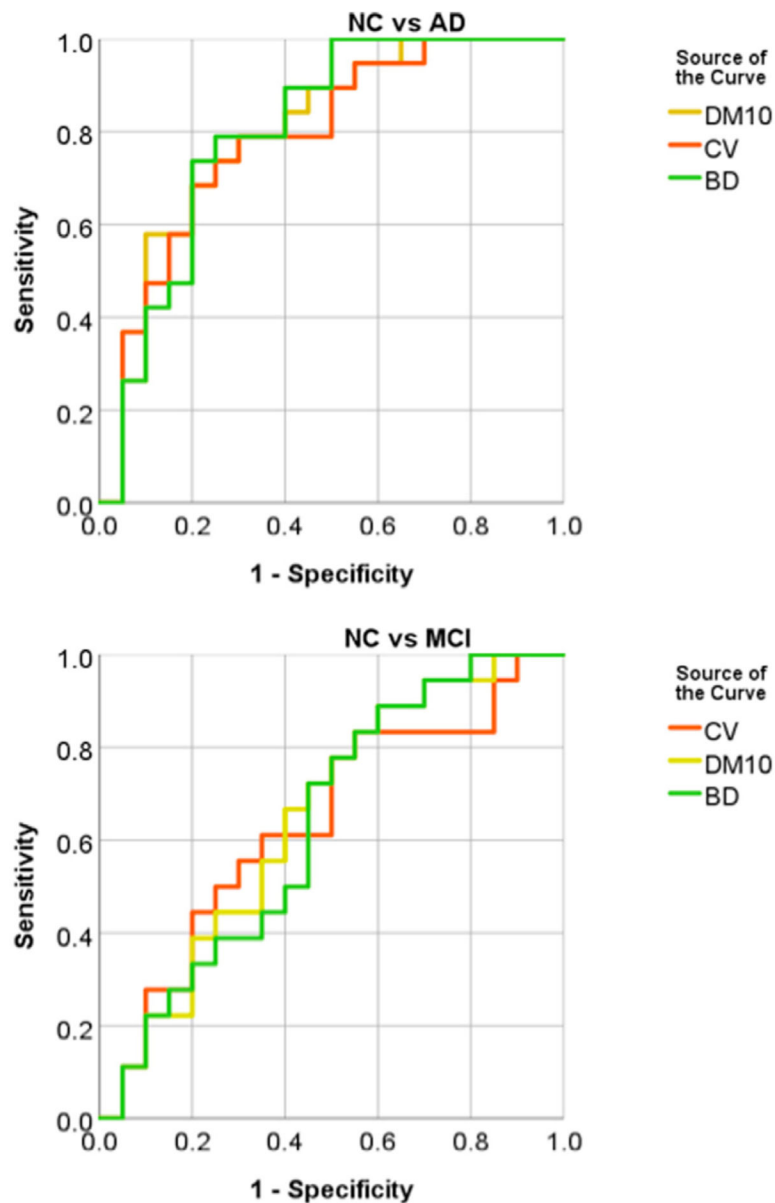 NC vs AD
Source of
the Curve
DM10
CV
BD
Sensitivity
1.0
0.8
0.6
0.4
0.2
0.0
0.0 0.2 0.4 0.6 0.8 1.0
1 - Specificity
NC vs MCI
Source of
the Curve
CV
DM10
BD
Sensitivity
1.0
0.8
0.6
0.4
0.2
0.0
0.0 0.2 0.4 0.6 0.8 1.0
1 - Specificity